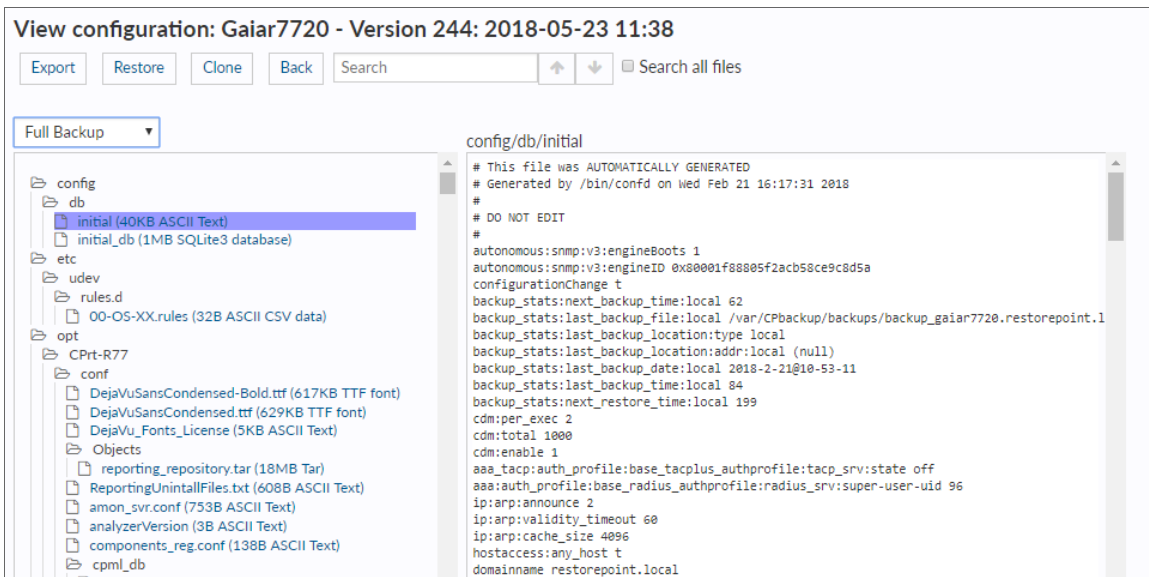 View configuration: Gaiar7720 - Version 244: 2018-05-23 11:38
Export Restore Clone Back Search Search all files
Full Backup
config
db
initial (40KB ASCII Text)
initial_db (1MB SQLite3 database)
etc
udev
rules.d
00-OS-XX.rules (32B ASCII CSV data)
opt
CPrt-R77
conf
DejaVuSansCondensed-Bold.ttf (617KB TTF font)
DejaVuSansCondensed.ttf (629KB TTF font)
DejaVu_Fonts_License (5KB ASCII Text)
Objects
reporting_repository.tar (18MB Tar)
ReportingUnintallFiles.txt (608B ASCII Text)
amon_svr.conf (753B ASCII Text)
analyzerVersion (3B ASCII Text)
components_reg.conf (138B ASCII Text)
cpml_db
config/db/initial
# This file was AUTOMATICALLY GENERATED
# Generated by /bin/confd on Wed Feb 21 16:17:31 2018
#
# DO NOT EDIT
#
autonomous:snmp:v3:engineBoots 1
autonomous:snmp:v3:engineID 0x80001f88805f2acb58ce9c8d5a
configurationChange t
backup_stats:next_backup_time:local 62
backup_stats:last_backup_file:local /var/CPbackup/backups/backup_gaiar7720.restorepoint.l
backup_stats:last_backup_location:type local
backup_stats:last_backup_location:addr:local (null)
backup_stats:last_backup_date:local 2018-2-21@10-53-11
backup_stats:last_backup_time:local 84
backup_stats:next_restore_time:local 199
cdm:per_exec 2
cdm:total 1000
cdm:enable 1
aaa_tacp:auth_profile:base_tacplus_authprofile:tacp_srv:state off
aaa:auth_profile:base_radius_authprofile:radius_srv:super-user-uid 96
ip:arp:announce 2
ip:arp:validity_timeout 60
ip:arp:cache_size 4096
hostaccess:any_host t
domainname restorepoint.local